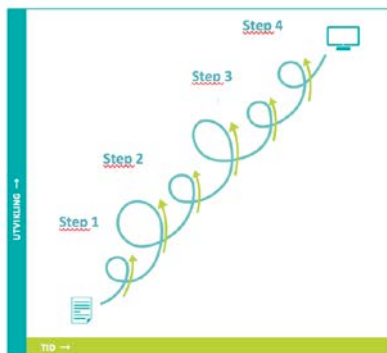 Step 4
Step 3
Step 2
Step 1
UTVIKLING →
TID →